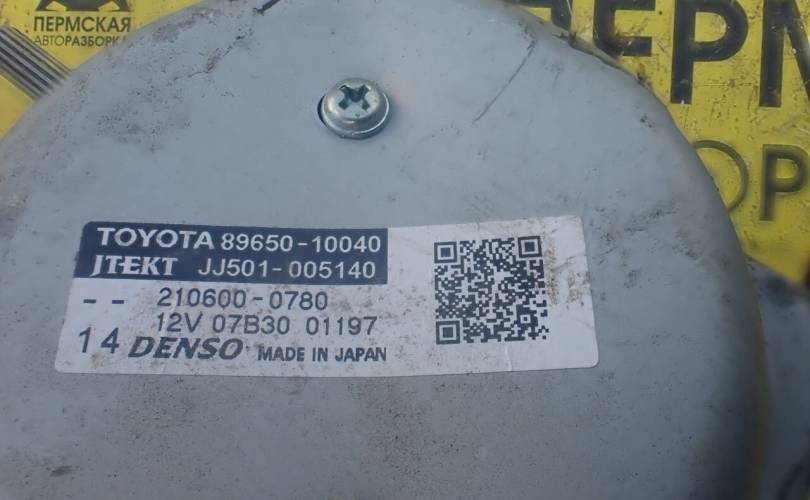 ПЕРМСКАЯ
АВТОРАЗБОРКА
TOYOTA 89650-10040
JTEKT JJ501-005140
-- 210600-0780
12V 07B30 01197
14 DENSO MADE IN JAPAN